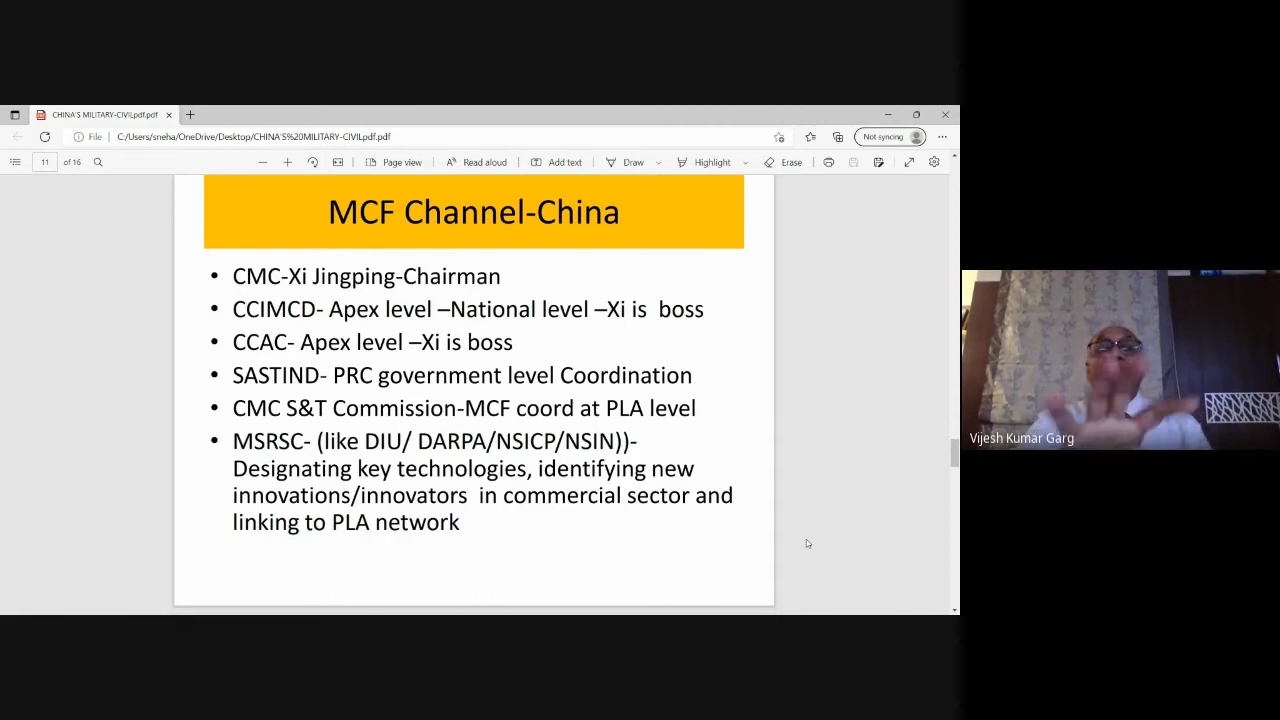 CHINA'S MILITARY-CIVILpdf.pdf
File C:/Users/sneha/OneDrive/Desktop/CHINA'S%20MILITARY-CIVILpdf.pdf
Not syncing
11 of 16 Page view Read aloud Add text Draw Highlight Erase
MCF Channel-China
• CMC-Xi Jingping-Chairman
• CCIMCD- Apex level –National level –Xi is boss
• CCAC- Apex level –Xi is boss
• SASTIND- PRC government level Coordination
• CMC S&T Commission-MCF coord at PLA level
• MSRSC- (like DIU/ DARPA/NSICP/NSIN))-
Designating key technologies, identifying new
innovations/innovators in commercial sector and
linking to PLA network
Vijesh Kumar Garg